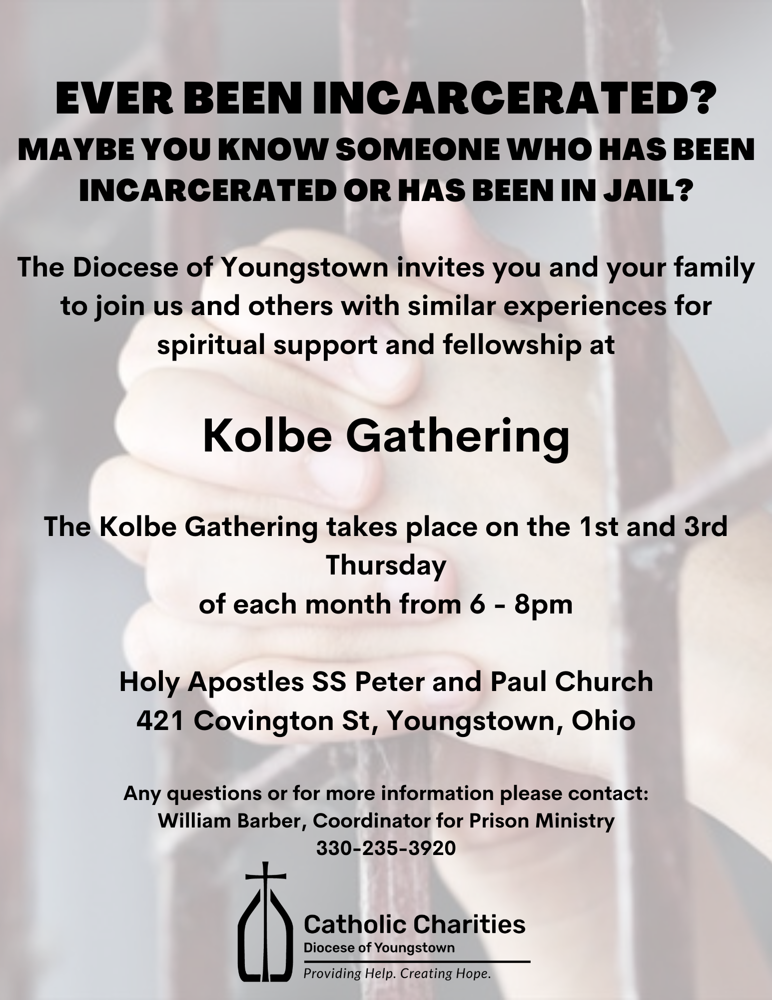 EVER BEEN INCARCERATED?
MAYBE YOU KNOW SOMEONE WHO HAS BEEN
INCARCERATED OR HAS BEEN IN JAIL?
The Diocese of Youngstown invites you and your family
to join us and others with similar experiences for
spiritual support and fellowship at
Kolbe Gathering
The Kolbe Gathering takes place on the 1st and 3rd
Thursday
of each month from 6 - 8pm
Holy Apostles SS Peter and Paul Church
421 Covington St, Youngstown, Ohio
Any questions or for more information please contact:
William Barber, Coordinator for Prison Ministry
330-235-3920
Catholic Charities
Diocese of Youngstown
Providing Help. Creating Hope.